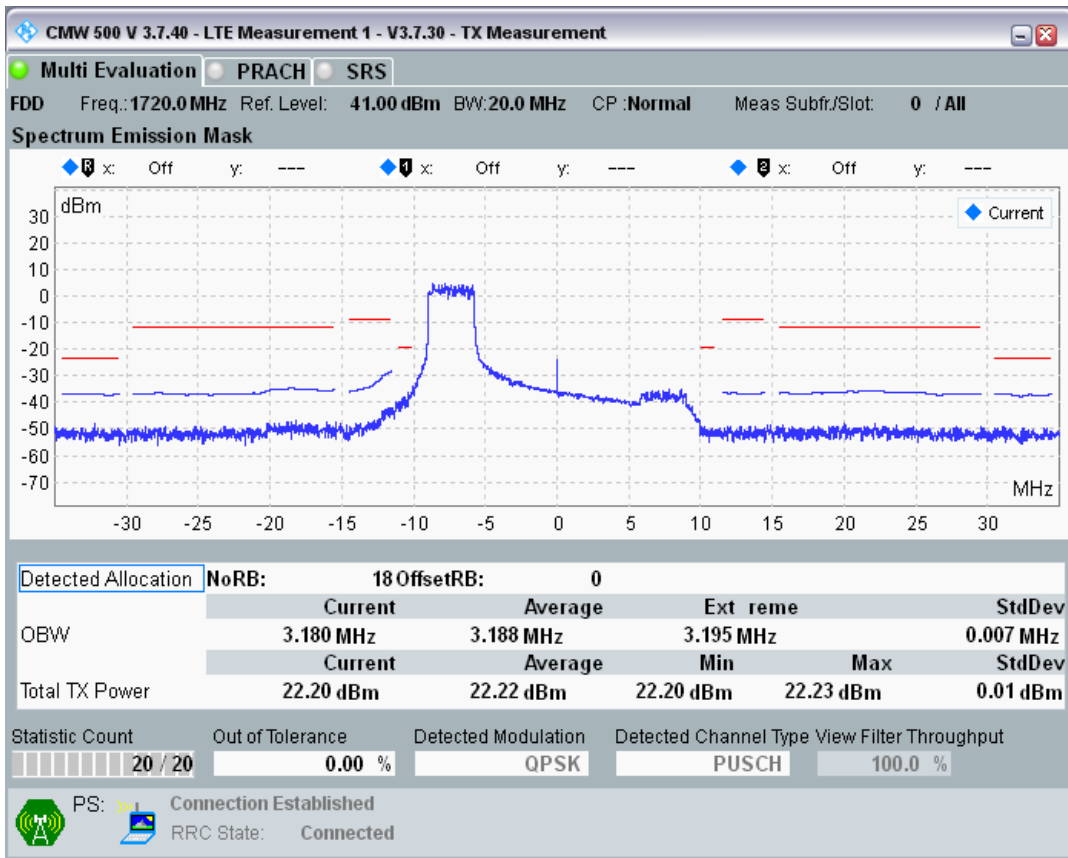 CMW 500 V 3.7.40 - LTE Measurement 1 - V3.7.30 - TX Measurement
Multi Evaluation PRACH SRS
FDD Freq.: 1720.0 MHz Ref. Level: 41.00 dBm BW: 20.0 MHz CP : Normal Meas Subfr./Slot: 0 / All
Spectrum Emission Mask
R x: Off y: --- 1 x: Off y: --- 2 x: Off y: ---
dBm
Current
30
20
10
0
-10
-20
-30
-40
-50
-60
-70
MHz
-30 -25 -20 -15 -10 -5 0 5 10 15 20 25 30
Detected Allocation NoRB: 18 OffsetRB: 0
Current Average Ext reme StdDev
OBW 3.180 MHz 3.188 MHz 3.195 MHz 0.007 MHz
Current Average Min Max StdDev
Total TX Power 22.20 dBm 22.22 dBm 22.20 dBm 22.23 dBm 0.01 dBm
Statistic Count Out of Tolerance Detected Modulation Detected Channel Type View Filter Throughput
20 / 20 0.00 % QPSK PUSCH 100.0 %
PS: Connection Established
RRC State: Connected